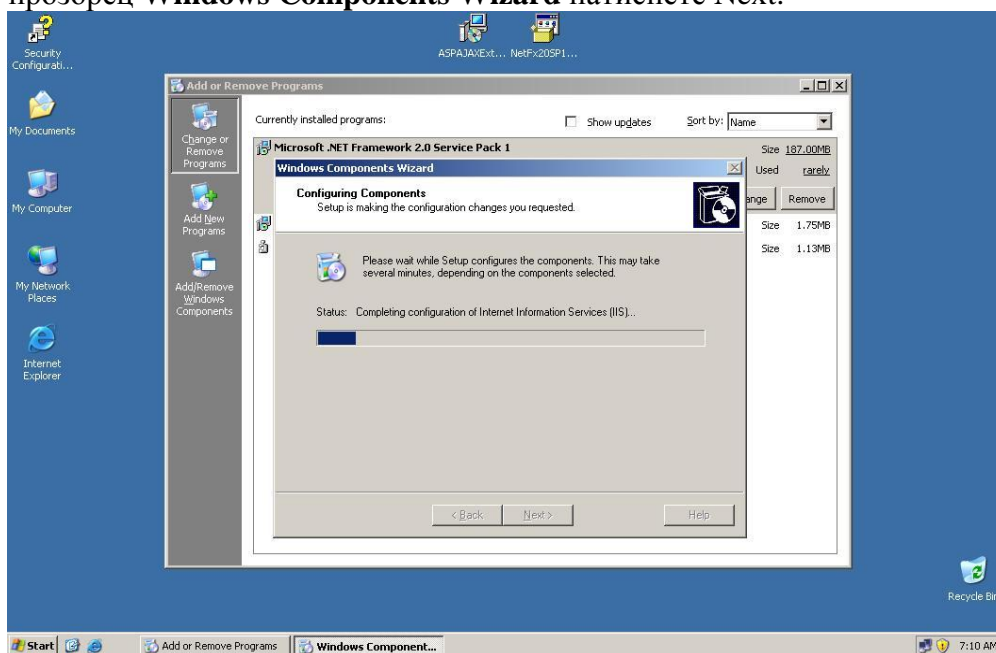 прозорец Windows Components Wizard натиснете Next.
Security
Configurati...
ASPAJAXExt... NetFx20SP1...
My Documents
My Computer
My Network
Places
Internet
Explorer
Add or Remove Programs
Change or
Remove
Programs
Add New
Programs
Add/Remove
Windows
Components
Currently installed programs:
Show updates
Sort by: Name
Microsoft .NET Framework 2.0 Service Pack 1
Size 187.00MB
Used rarely
ange Remove
Size 1.75MB
Size 1.13MB
Windows Components Wizard
Configuring Components
Setup is making the configuration changes you requested.
Please wait while Setup configures the components. This may take
several minutes, depending on the components selected.
Status: Completing configuration of Internet Information Services (IIS)...
< Back Next > Help
Recycle Bin
Start Add or Remove Programs Windows Component... 7:10 AM